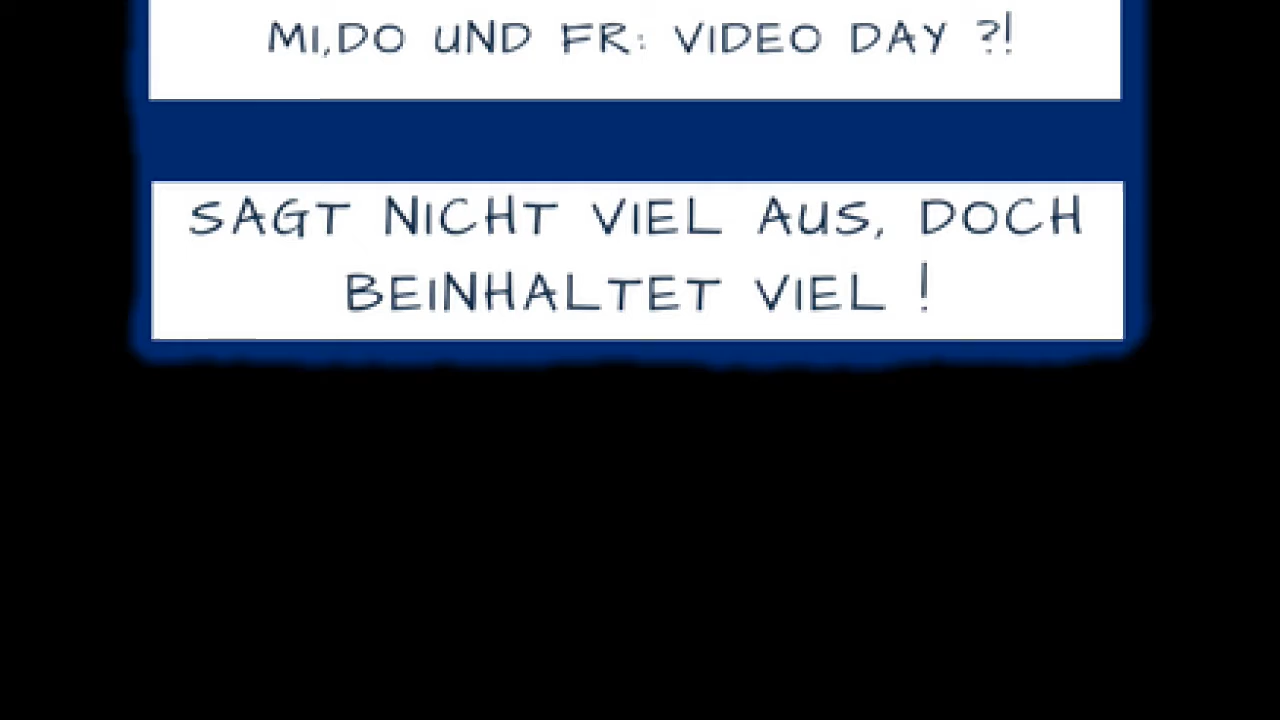 MI,DO UND FR: VIDEO DAY ?!
SAGT NICHT VIEL AUS, DOCH
BEINHALTET VIEL !